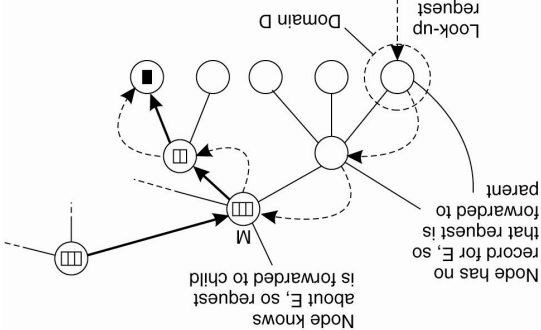 Node knows
about E, so request
is forwarded to child
M
Node has no
record for E, so
that request is
forwarded to
parent
Look-up
request
Domain D